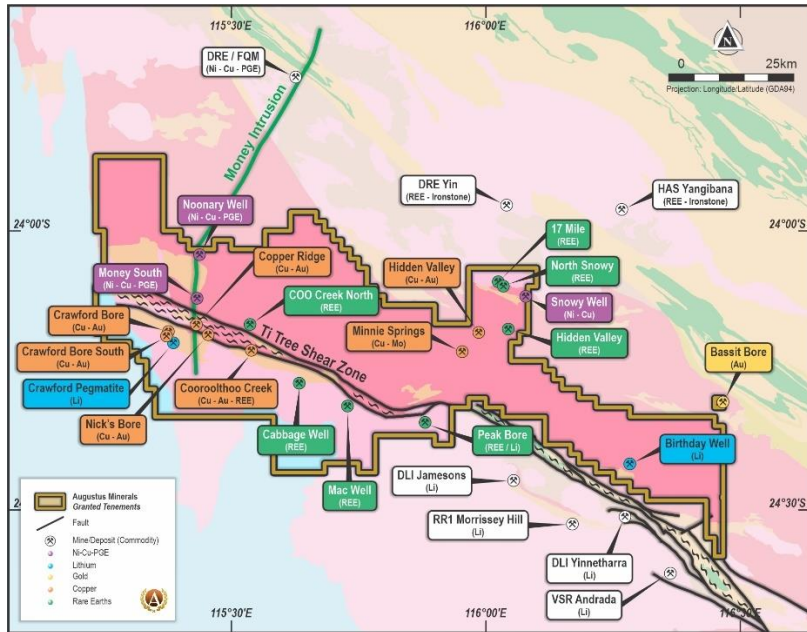 115°30'E
116°00'E
N
0 25km
Projection: Longitude/Latitude (GDA94)
DRE / FQM
(Ni - Cu - PGE)
Money Intrusion
DRE Yin
(REE - Ironstone)
HAS Yangibana
(REE - Ironstone)
Noonary Well
(Ni - Cu - PGE)
24°00'S
24°00'S
17 Mile
(REE)
Copper Ridge
(Cu - Au)
Hidden Valley
(Cu - Au)
North Snowy
(REE)
Money South
(Ni - Cu - PGE)
COO Creek North
(REE)
Snowy Well
(Ni - Cu)
Crawford Bore
(Cu - Au)
Minnie Springs
(Cu - Mo)
Hidden Valley
(REE)
Ti Tree Shear Zone
Crawford Bore South
(Cu - Au)
Bassit Bore
(Au)
Crawford Pegmatite
(Li)
Cooroolthoo Creek
(Cu - Au - REE)
Nick's Bore
(Cu - Au)
Cabbage Well
(REE)
Peak Bore
(REE / Li)
Birthday Well
(Li)
Mac Well
(REE)
DLI Jamesons
(Li)
24°30'S
24°30'S
RR1 Morrissey Hill
(Li)
DLI Yinnetharra
(Li)
VSR Andrada
(Li)
Augustus Minerals
Granted Tenements
Fault
Mine/Deposit (Commodity)
Ni-Cu-PGE
Lithium
Gold
Copper
Rare Earths
A
115°30'E
116°00'E
116°30'E